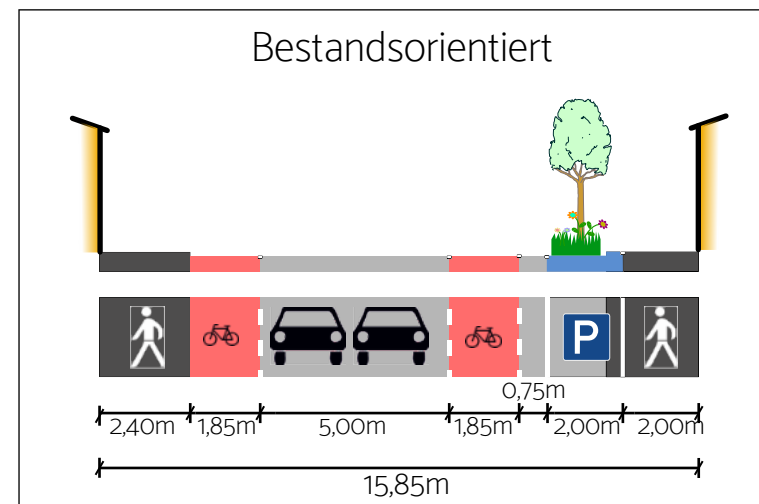 Bestandsorientiert
P
0,75m
2,40m 1,85m 5,00m 1,85m 2,00m 2,00m
15,85m